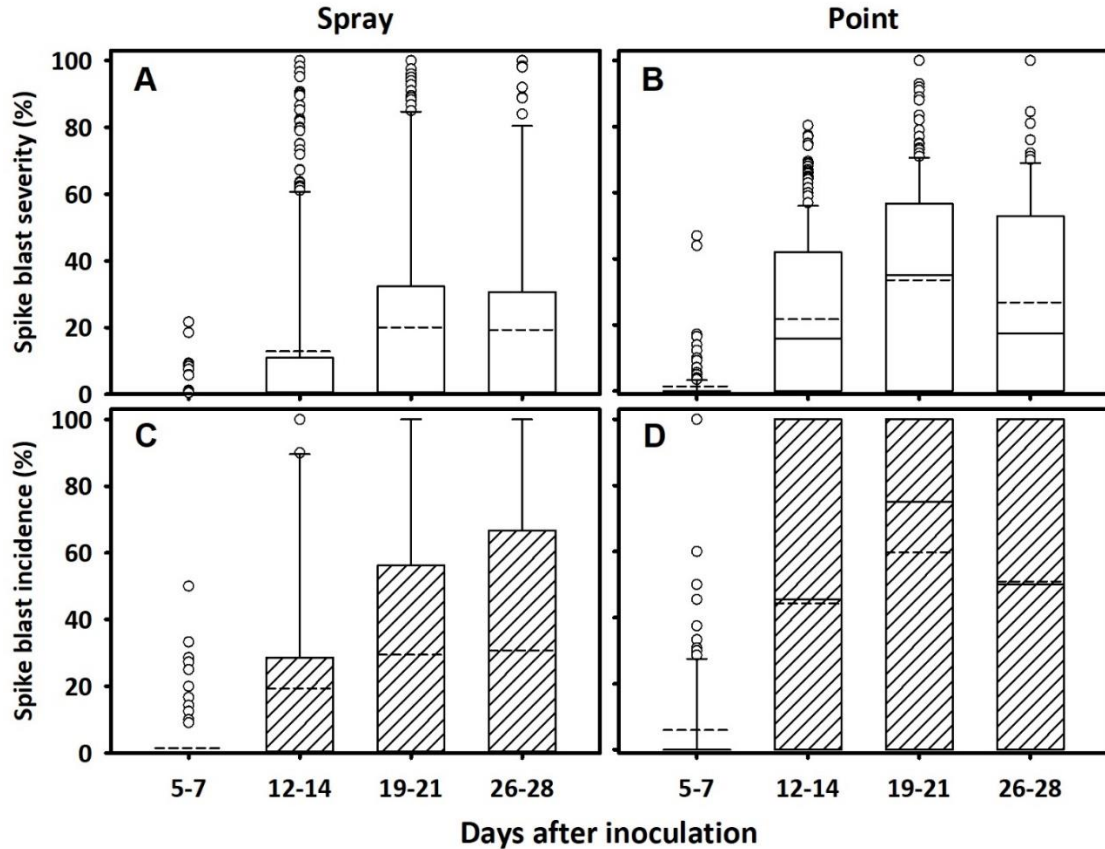 Spray Point
A B
Spike blast severity (%)
100
80
60
40
20
0
C D
Spike blast incidence (%)
100
80
60
40
20
0
5-7 12-14 19-21 26-28 5-7 12-14 19-21 26-28
Days after inoculation